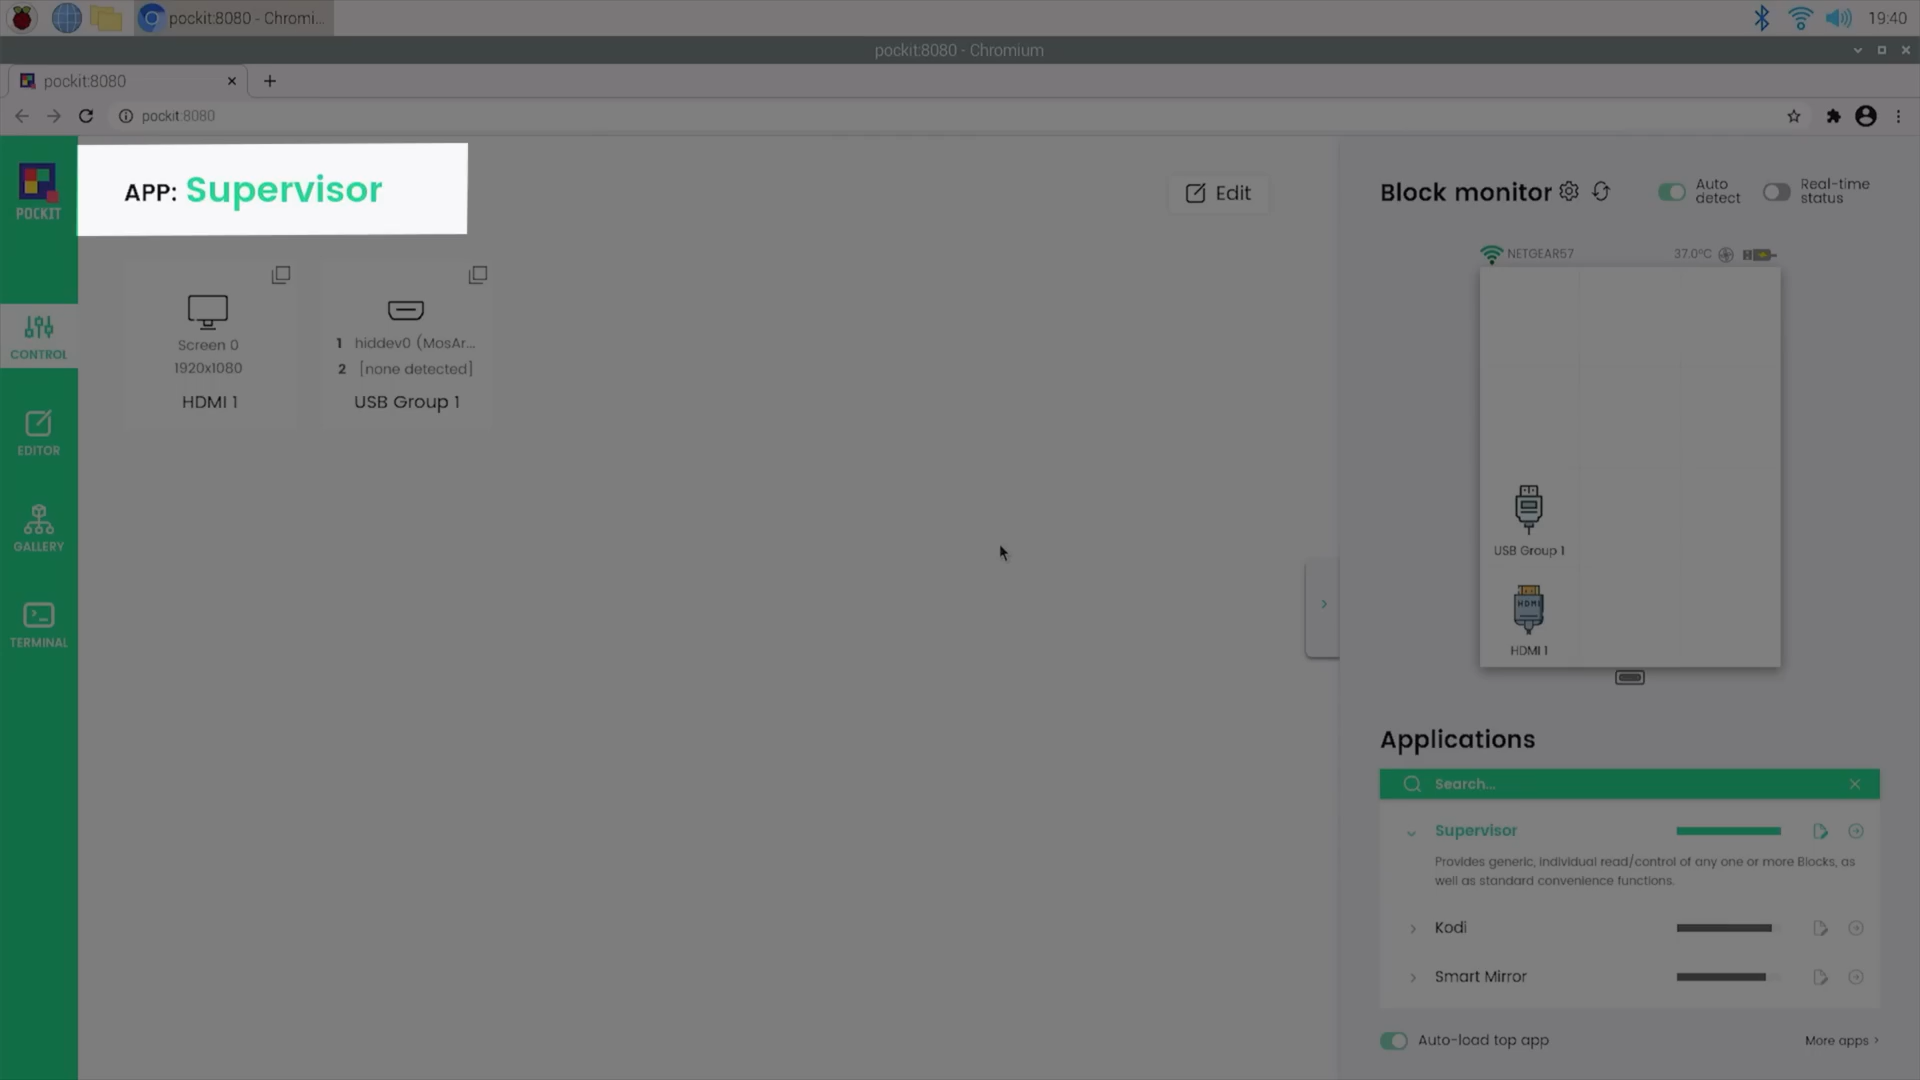 pockit:8080 - Chromi...
19:40
pockit:8080 - Chromium
pockit:8080
pockit:8080
POCKIT
APP: Supervisor
Edit
Screen 0
1920x1080
HDMI 1
1 hiddev0 (MosAr...
2 [none detected]
USB Group 1
CONTROL
EDITOR
GALLERY
TERMINAL
Block monitor
Auto
detect
Real-time
status
NETGEAR57
37.0°C
USB Group 1
HDMI
HDMI 1
Applications
Search...
Supervisor
Provides generic, individual read/control of any one or more Blocks, as
well as standard convenience functions.
Kodi
Smart Mirror
Auto-load top app
More apps